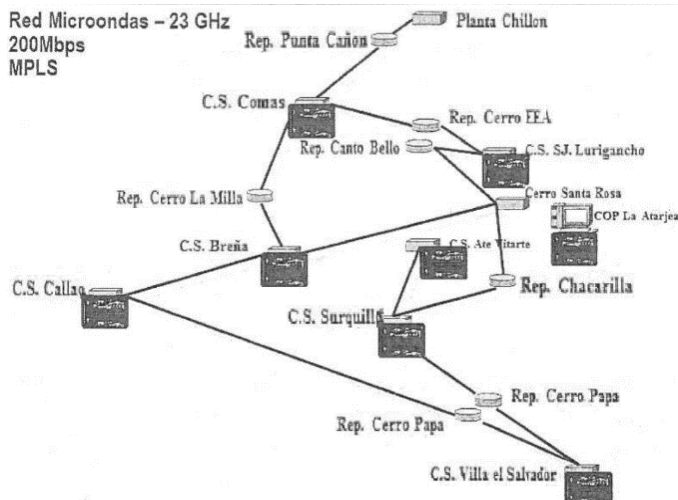 Red Microondas – 23 GHz
200Mbps
MPLS
Planta Chillon
Rep. Punta Cañon
C.S. Comas
Rep. Cerro EEA
Rep. Canto Bello
C.S. SJ. Lurigancho
Rep. Cerro La Milla
Cerro Santa Rosa
COP La Atarjea
C.S. Breña
C.S. Ate Vitarte
C.S. Callao
Rep. Chacarilla
C.S. Surquillo
Rep. Cerro Papa
Rep. Cerro Papa
C.S. Villa el Salvador